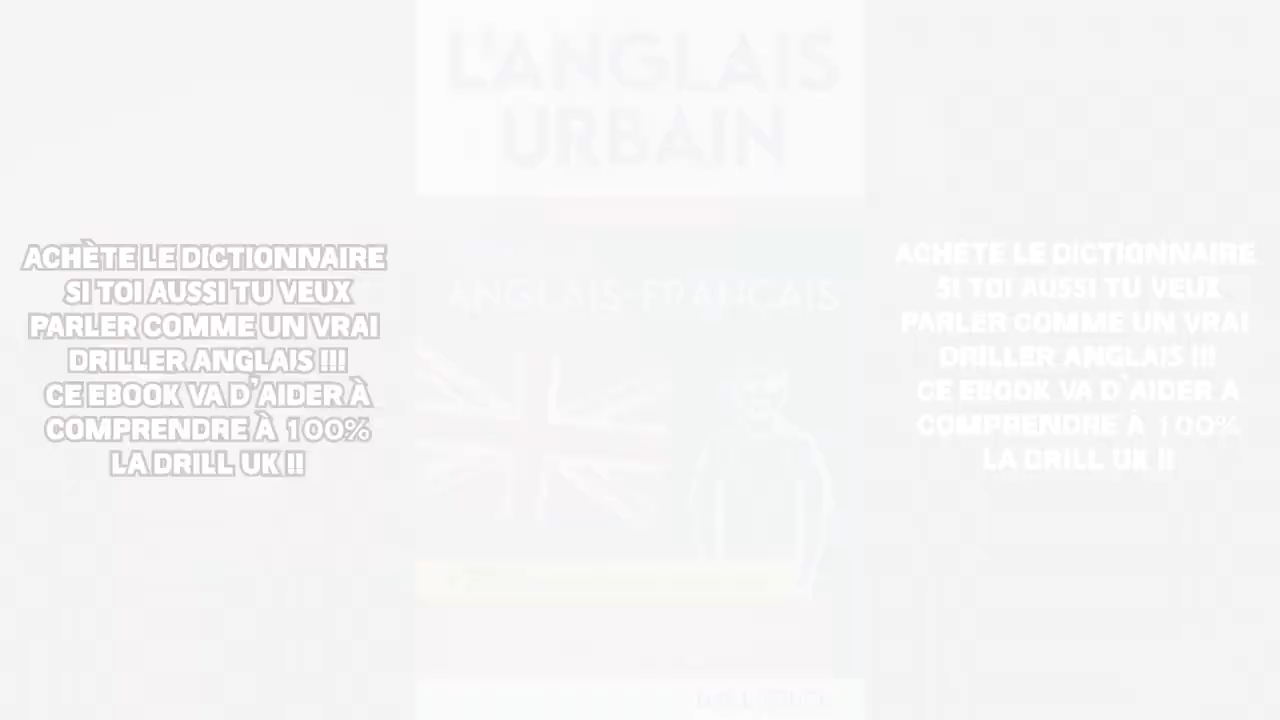 L'ANGLAIS
URBAIN
ANGLAIS-FRANÇAIS
ACHÈTE LE DICTIONNAIRE
SI TOI AUSSI TU VEUX
PARLER COMME UN VRAI
DRILLER ANGLAIS !!!
CE EBOOK VA D'AIDER À
COMPRENDRE À 100%
LA DRILL UK !!
ACHÈTE LE DICTIONNAIRE
SI TOI AUSSI TU VEUX
PARLER COMME UN VRAI
DRILLER ANGLAIS !!!
CE EBOOK VA D'AIDER À
COMPRENDRE À 100%
LA DRILL UK !!